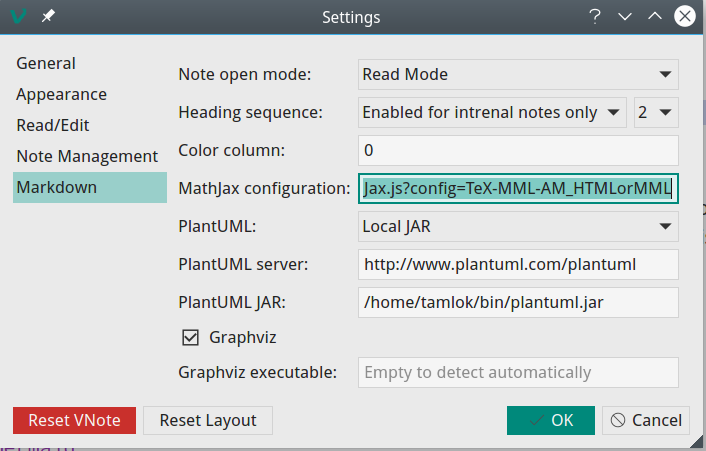 Settings
General
Appearance
Read/Edit
Note Management
Markdown
Note open mode: Read Mode
Heading sequence: Enabled for intrenal notes only 2
Color column: 0
MathJax configuration: Jax.js?config=TeX-MML-AM_HTMLorMML
PlantUML: Local JAR
PlantUML server: http://www.plantuml.com/plantuml
PlantUML JAR: /home/tamlok/bin/plantuml.jar
Graphviz
Graphviz executable: Empty to detect automatically
Reset VNote Reset Layout OK Cancel